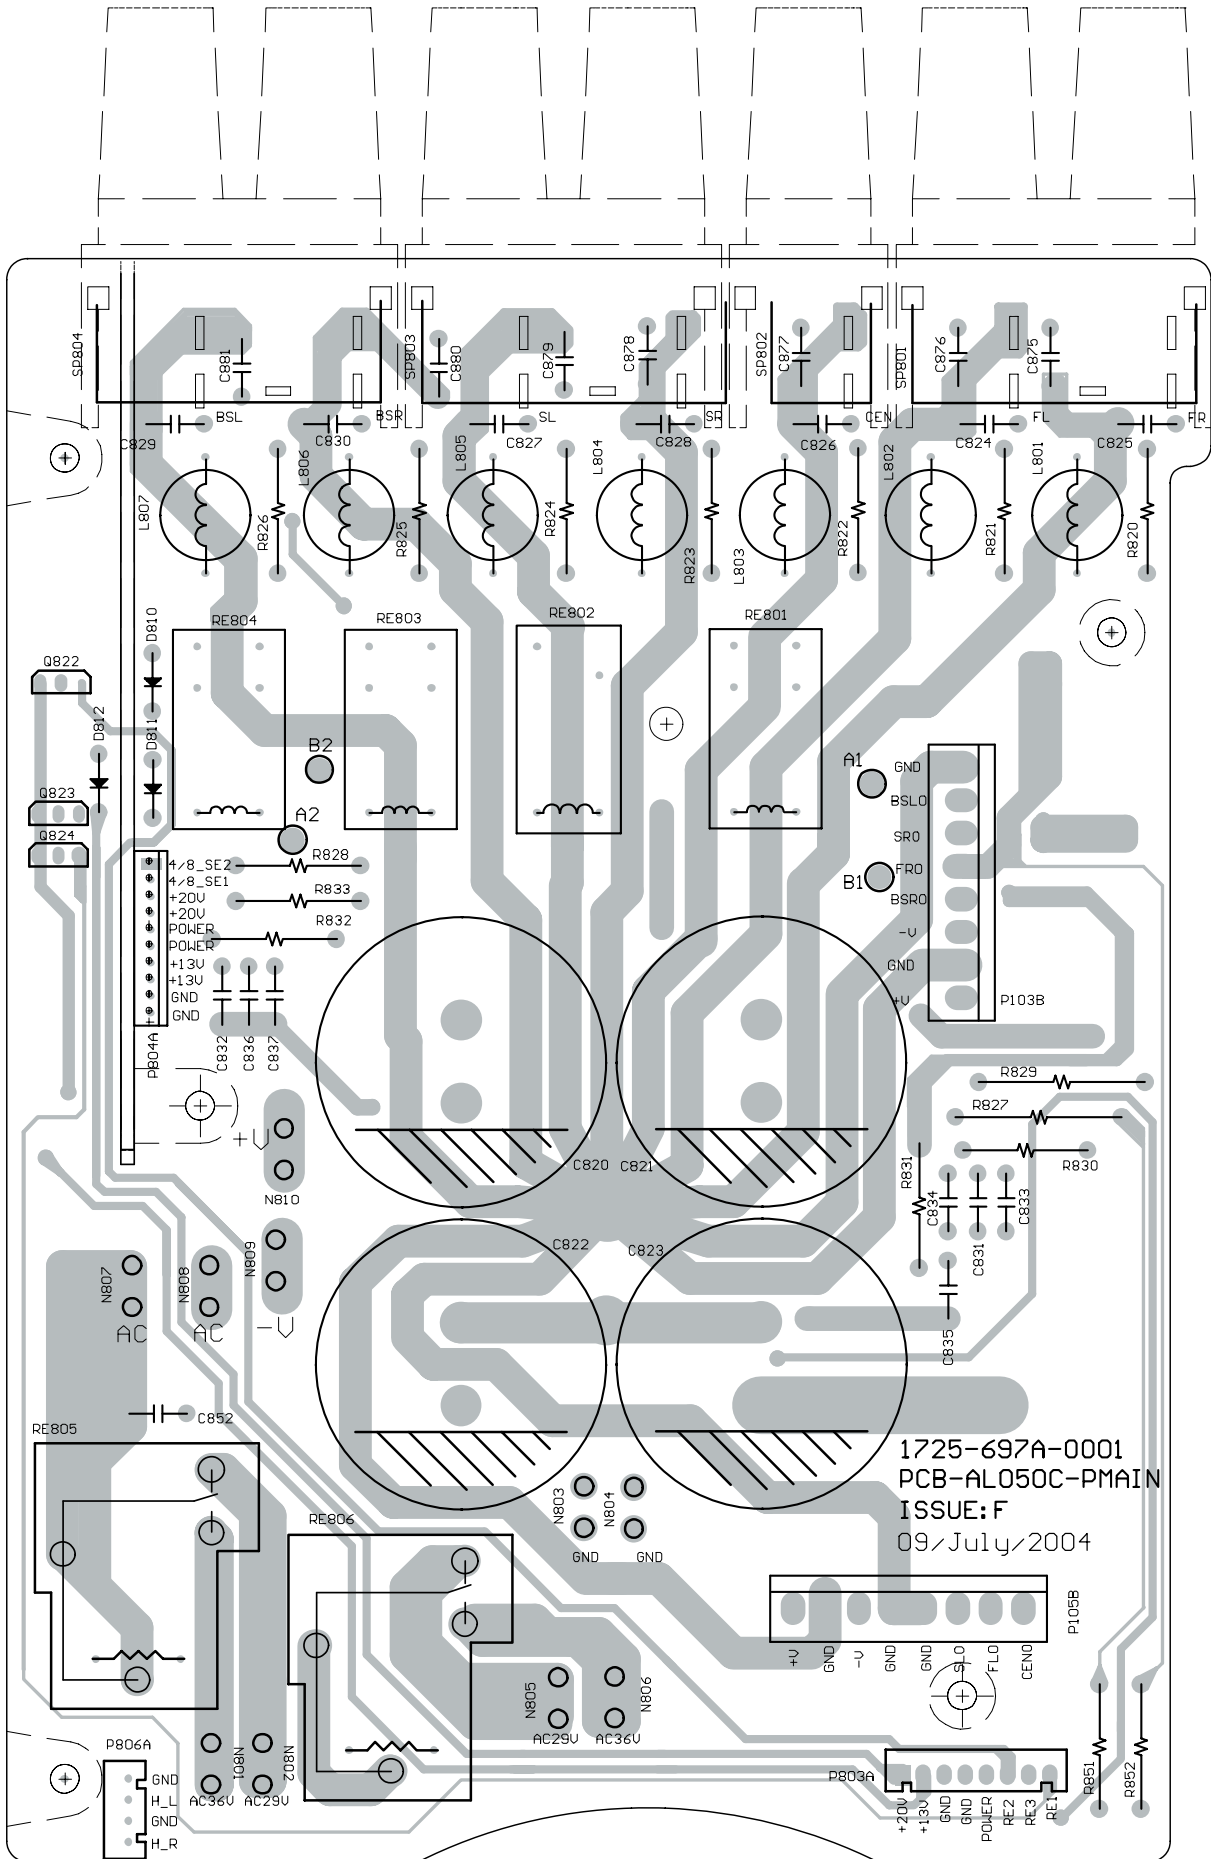 SP804
C881
SP803
C880
C879
C878
SP802
C877
SP801
C876
C875
BSL
BSR
SL
SR
CEN
FL
FR
C829
C830
C827
C828
C826
C824
C825
L807
R826
L806
R825
L805
R824
L804
R823
L803
R822
L802
R821
L801
R820
RE804
RE803
RE802
RE801
Q822
D810
D812
D811
Q823
Q824
B2
A2
A1
B1
GND
BSLO
SRO
FRO
BSRO
-V
GND
+V
P103B
4/8_SE2
4/8_SE1
+20V
+20V
POWER
POWER
+13V
+13V
GND
GND
+
P804A
R828
R833
R832
C832
C836
C837
+V
N810
C820
C821
R829
R827
R830
R831
C834
C831
C833
C835
N807
AC
N808
AC
N809
-V
C822
C823
C852
RE805
RE806
N803
GND
N804
GND
1725-697A-0001
PCB-AL050C-PMAIN
ISSUE:F
09/July/2004
P105B
+V
GND
-V
GND
GND
SLO
FLO
CENO
N805
AC29V
N806
AC36V
N801
AC36V
N802
AC29V
P806A
GND
H_L
GND
H_R
P803A
+20V
+13V
GND
GND
POWER
RE2
RE3
RE1
R851
R852